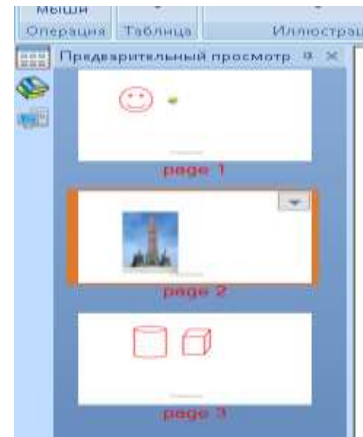 мыши
Операция Таблица Иллюстрац
Предварительный просмотр
page 1
page 2
page 3